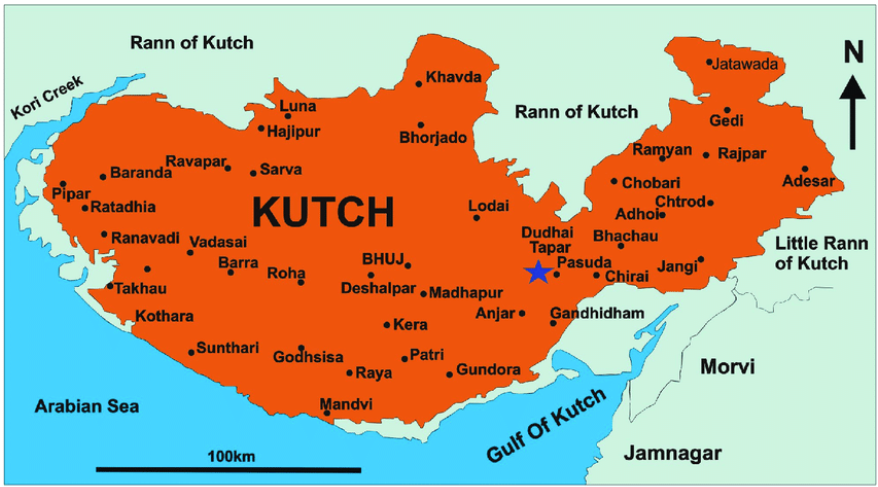 Rann of Kutch
N
Kori Creek
Khavda
Jatawada
Luna
Hajipur
Rann of Kutch
Gedi
Bhorjado
Ramyan
Rajpar
Ravapar
Sarva
Baranda
Pipar
Chobari
Adesar
Ratadhia
KUTCH
Lodai
Chtrod
Adhoi
Ranavadi
Vadasai
Dudhai
Tapar
Bhachau
Little Rann
of Kutch
Barra
Roha
BHUJ
Deshalpar
Pasuda
Chirai
Jangi
Takhau
Madhapur
Kothara
Anjar
Gandhidham
Kera
Sunthari
Godhsisa
Patri
Raya
Gundora
Morvi
Arabian Sea
Mandvi
Gulf Of Kutch
100km
Jamnagar